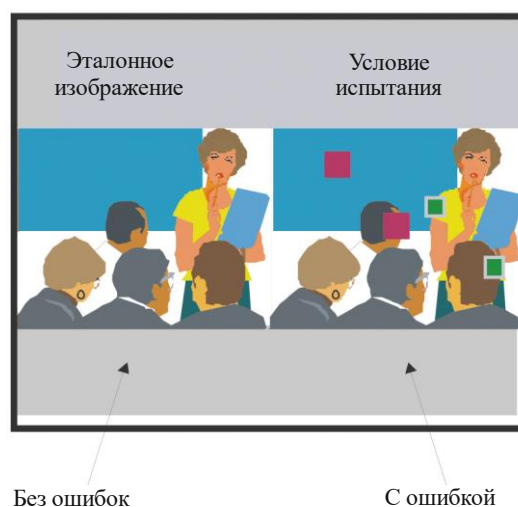 Эталонное
изображение
Условие
испытания
Без ошибок
С ошибкой